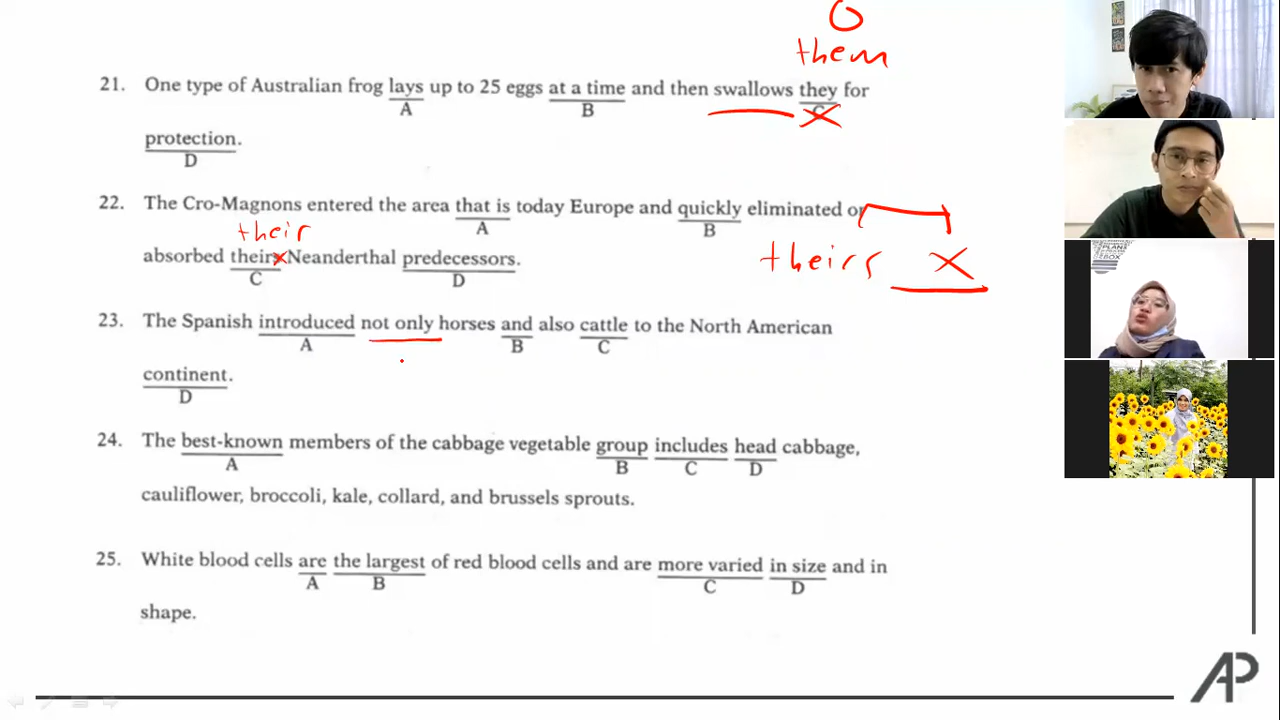 O
them
21. One type of Australian frog lays up to 25 eggs at a time and then swallows they for
A B C
protection.
D
22. The Cro-Magnons entered the area that is today Europe and quickly eliminated or
A B
their
theirs X
absorbed theirs Neanderthal predecessors.
C D
23. The Spanish introduced not only horses and also cattle to the North American
A B C
continent.
D
24. The best-known members of the cabbage vegetable group includes head cabbage,
A B C D
cauliflower, broccoli, kale, collard, and brussels sprouts.
25. White blood cells are the largest of red blood cells and are more varied in size and in
A B C D
shape.
AP